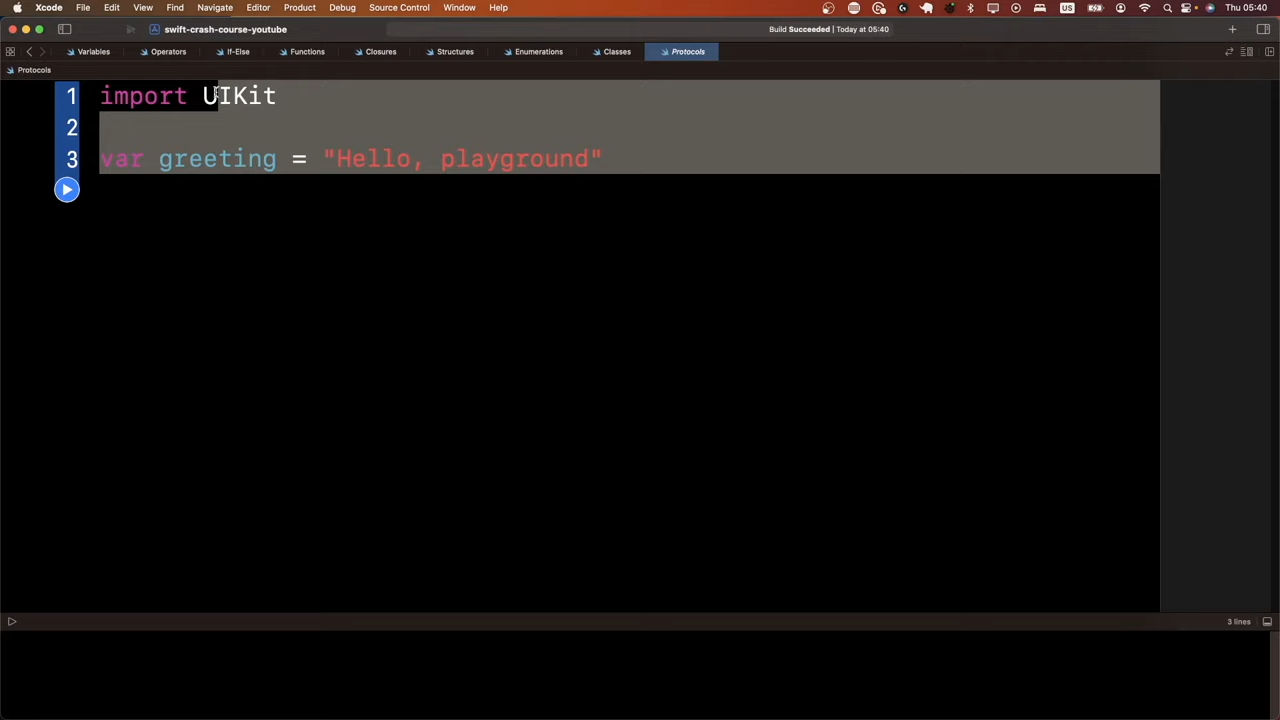 Xcode File Edit View Find Navigate Editor Product Debug Source Control Window Help US Thu 05:40
swift-crash-course-youtube Build Succeeded | Today at 05:40
Variables Operators If-Else Functions Closures Structures Enumerations Classes Protocols
Protocols
1 import UIKit
2
3 var greeting = "Hello, playground"
3 lines